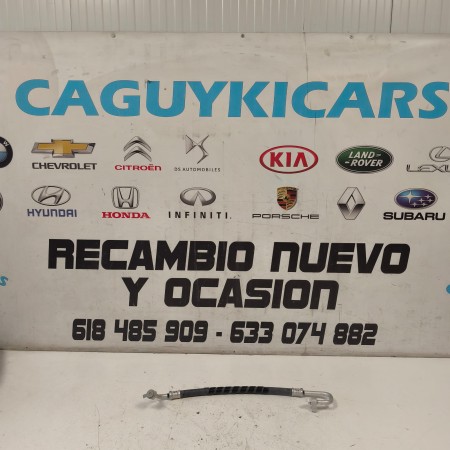 CAGUYKICARS
CHEVROLET CITROËN DS AUTOMOBILES KIA LAND ROVER LEXUS
HYUNDAI HONDA INFINITI PORSCHE SUBARU
RECAMBIO NUEVO
Y OCASION
618 485 909 - 633 074 882